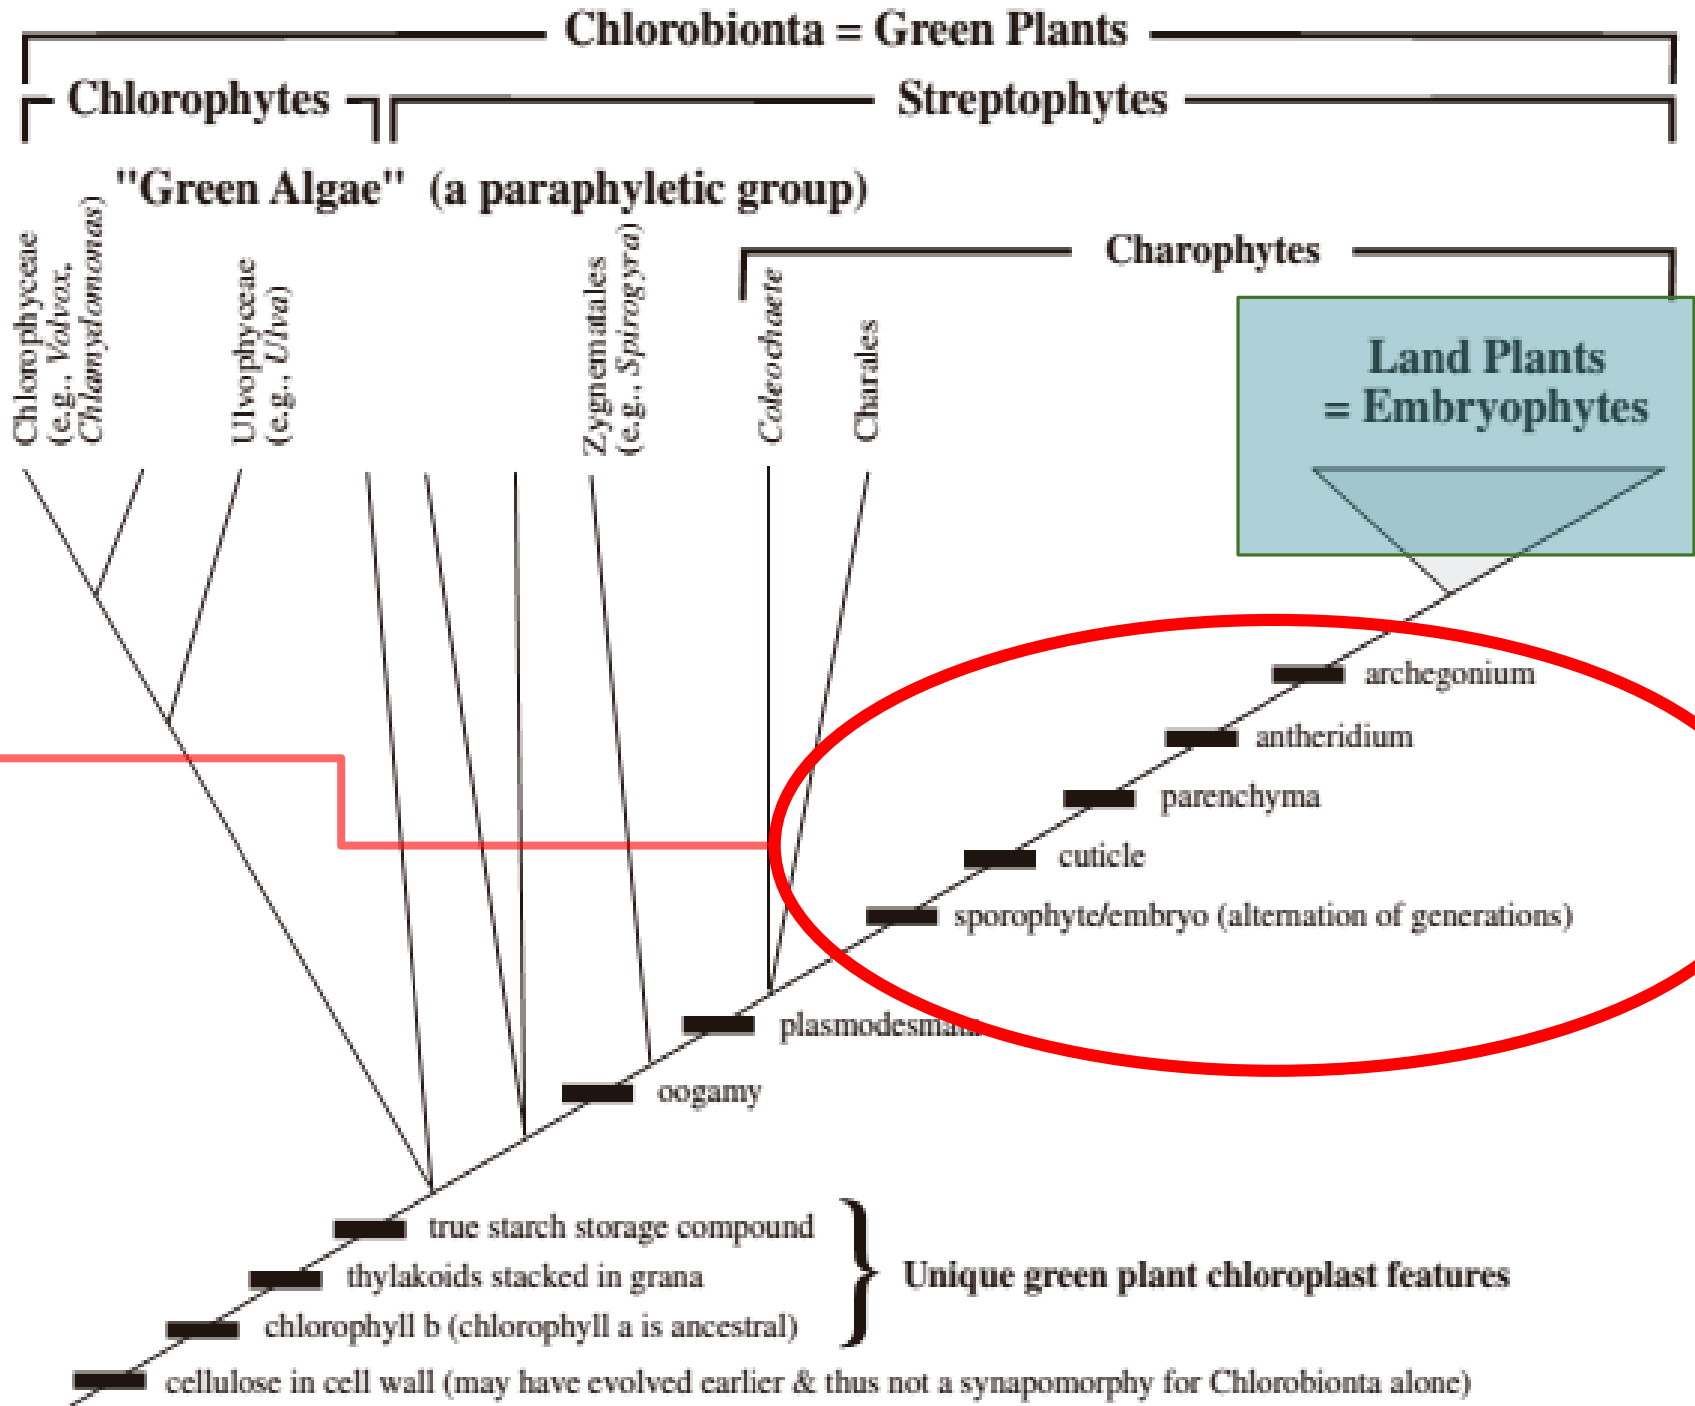 Chlorobionta = Green Plants
Chlorophytes
Streptophytes
"Green Algae" (a paraphyletic group)
Charophytes
Chlorophyceae
(e.g., Volvox,
Chlamydomonas)
Ulvophyceae
(e.g., Ulva)
Zygnematales
(e.g., Spirogyra)
Coleochaete
Charales
Land Plants
= Embryophytes
archegonium
antheridium
parenchyma
cuticle
sporophyte/embryo (alternation of generations)
plasmodesmata
oogamy
true starch storage compound
thylakoids stacked in grana
chlorophyll b (chlorophyll a is ancestral)
Unique green plant chloroplast features
cellulose in cell wall (may have evolved earlier & thus not a synapomorphy for Chlorobionta alone)